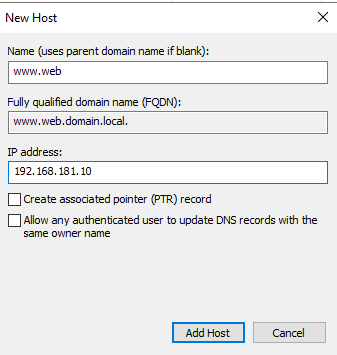 New Host
Name (uses parent domain name if blank):
www.web
Fully qualified domain name (FQDN):
www.web.domain.local.
IP address:
192.168.181.10
Create associated pointer (PTR) record
Allow any authenticated user to update DNS records with the
same owner name
Add Host
Cancel